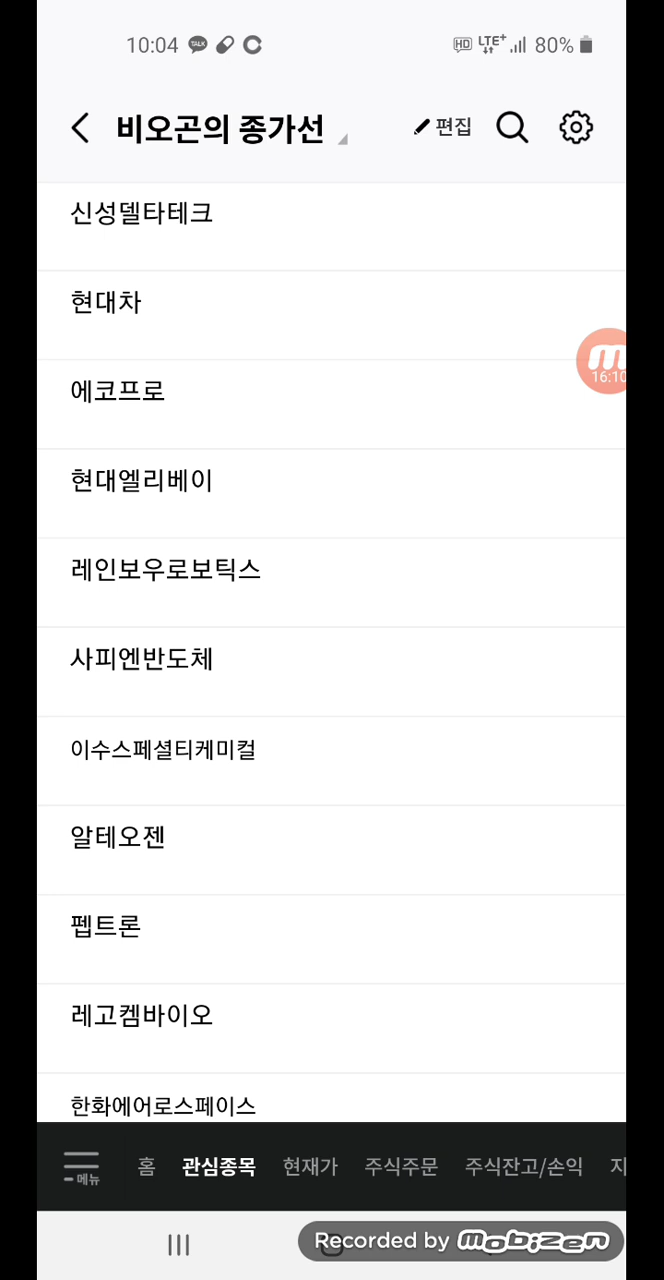 10:04 TALK HD LTE+ 80%
비오곤의 종가선 편집
신성델타테크
현대차
16:10
에코프로
현대엘리베이
레인보우로보틱스
사피엔반도체
이수스페셜티케미컬
알테오젠
펩트론
레고켐바이오
한화에어로스페이스
메뉴 홈 관심종목 현재가 주식주문 주식잔고/손익
Recorded by mobizen